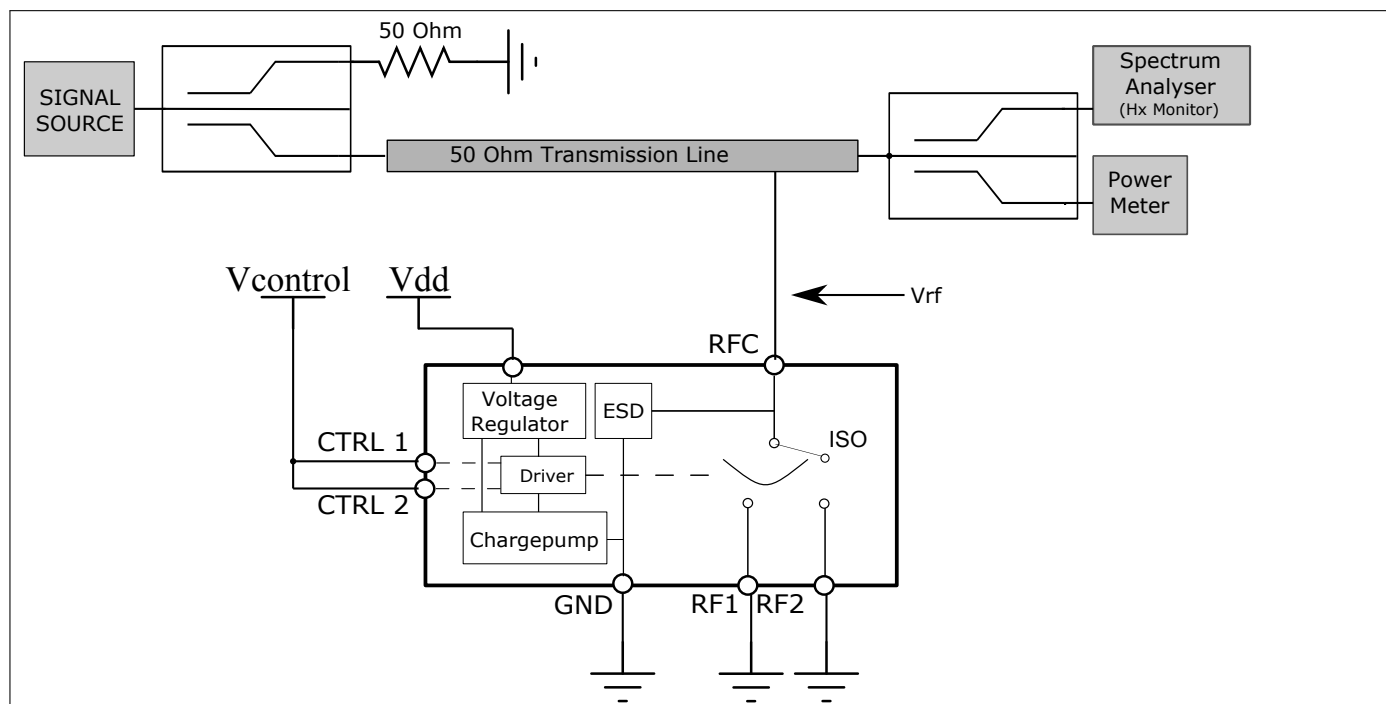 50 Ohm
SIGNAL
SOURCE
Spectrum
Analyser
(Hx Monitor)
50 Ohm Transmission Line
Power
Meter
Vcontrol
Vdd
Vrf
RFC
Voltage
Regulator
ESD
ISO
CTRL 1
Driver
CTRL 2
Chargepump
GND
RF1
RF2